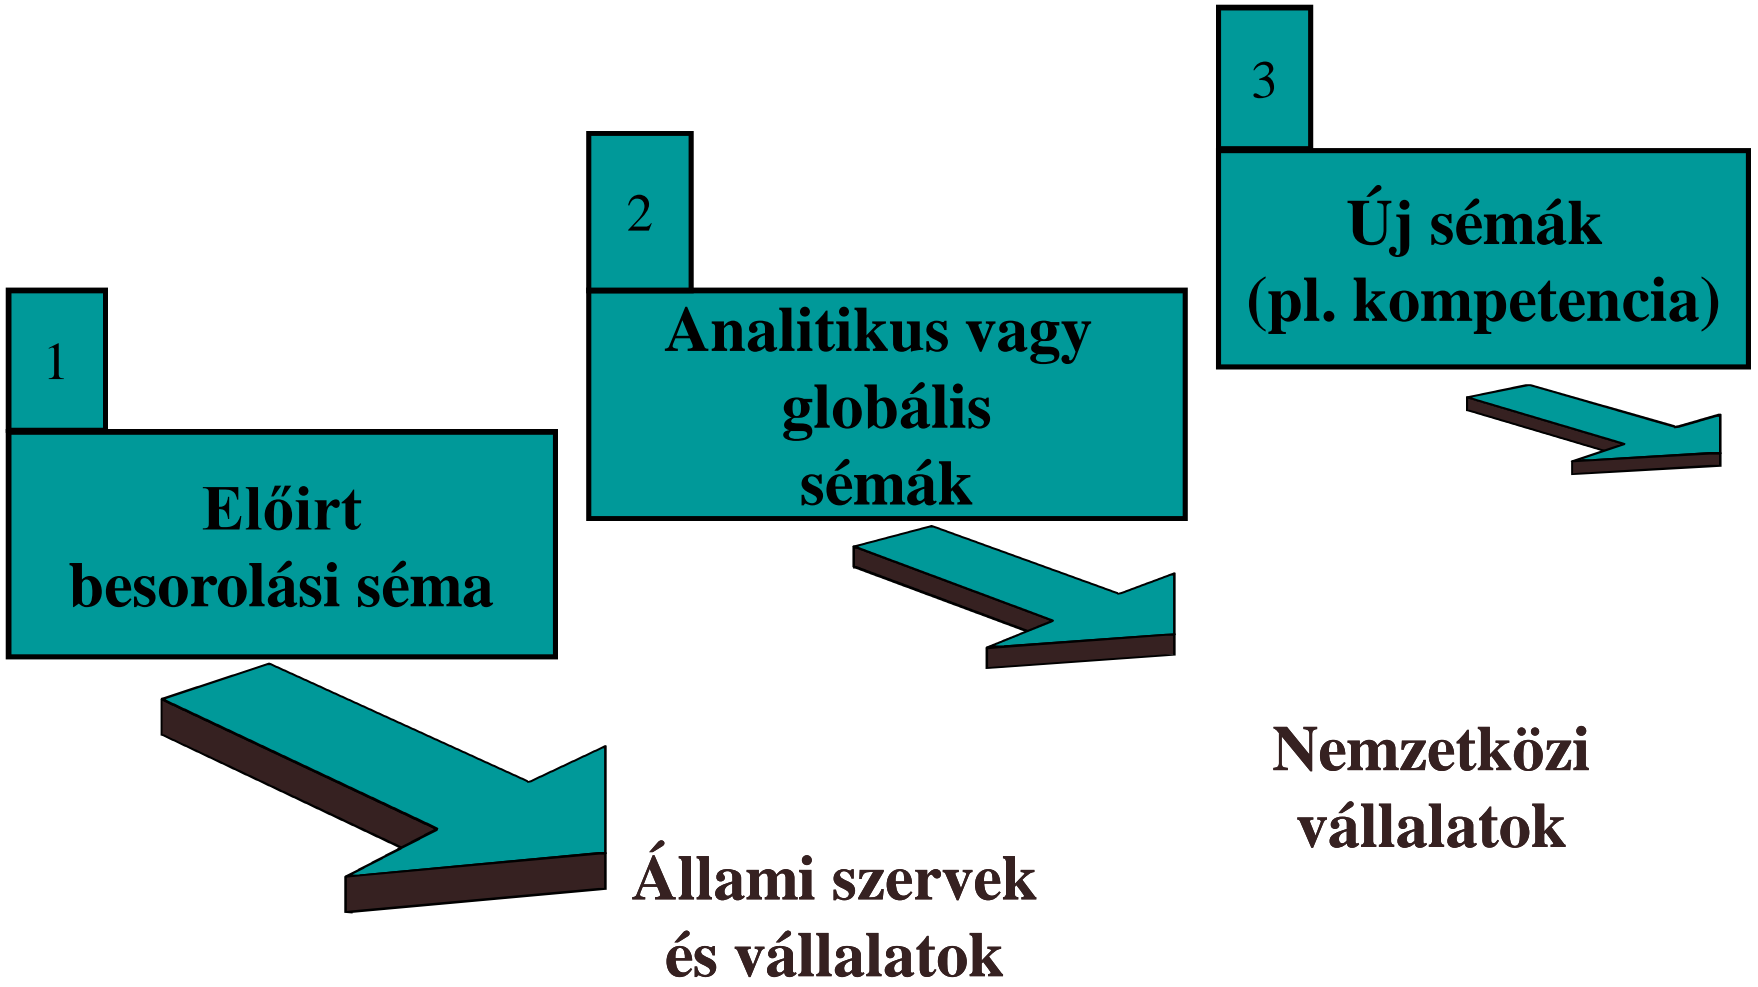 1
Előirt
besorolási séma
2
Analitikus vagy
globális
sémák
3
Új sémák
(pl. kompetencia)
Állami szervek
és vállalatok
Nemzetközi
vállalatok